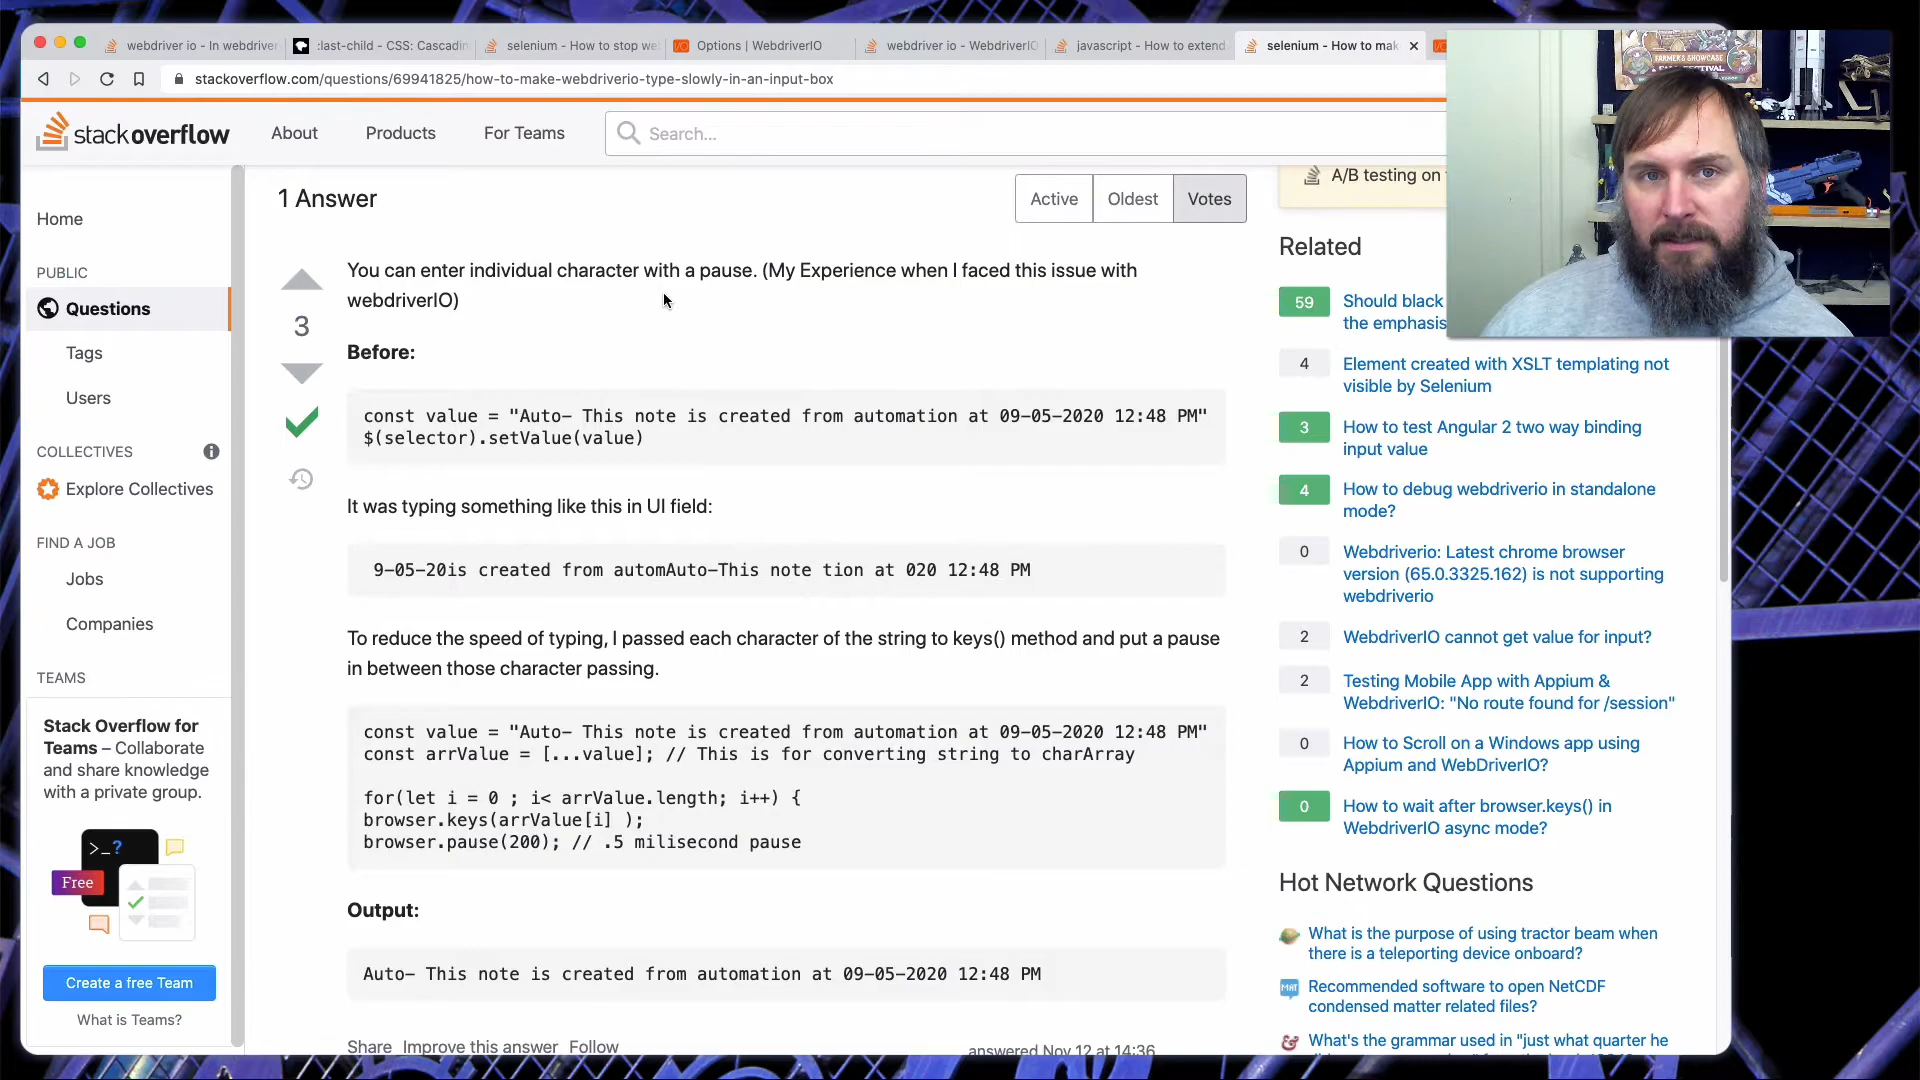 webdriver io - In webdriver
:last-child - CSS: Cascadin
selenium - How to stop we
Options | WebdriverIO
webdriver io - WebdriverIO
javascript - How to extend
selenium - How to mak
stackoverflow.com/questions/69941825/how-to-make-webdriverio-type-slowly-in-an-input-box
stackoverflow
About
Products
For Teams
Search...
Home
PUBLIC
Questions
Tags
Users
COLLECTIVES
Explore Collectives
FIND A JOB
Jobs
Companies
TEAMS
Stack Overflow for
Teams – Collaborate
and share knowledge
with a private group.
>_?
Free
Create a free Team
What is Teams?
1 Answer
Active
Oldest
Votes
3
You can enter individual character with a pause. (My Experience when I faced this issue with
webdriverIO)
Before:
const value = "Auto- This note is created from automation at 09-05-2020 12:48 PM"
$(selector).setValue(value)
It was typing something like this in UI field:
9-05-20is created from automAuto-This note tion at 020 12:48 PM
To reduce the speed of typing, I passed each character of the string to keys() method and put a pause
in between those character passing.
const value = "Auto- This note is created from automation at 09-05-2020 12:48 PM"
const arrValue = [...value]; // This is for converting string to charArray
for(let i = 0 ; i< arrValue.length; i++) {
browser.keys(arrValue[i] );
browser.pause(200); // .5 milisecond pause
Output:
Auto- This note is created from automation at 09-05-2020 12:48 PM
Share Improve this answer Follow
answered Nov 12 at 14:36
A/B testing on
Related
59
Should black
the emphasis
4
Element created with XSLT templating not
visible by Selenium
3
How to test Angular 2 two way binding
input value
4
How to debug webdriverio in standalone
mode?
0
Webdriverio: Latest chrome browser
version (65.0.3325.162) is not supporting
webdriverio
2
WebdriverIO cannot get value for input?
2
Testing Mobile App with Appium &
WebdriverIO: "No route found for /session"
0
How to Scroll on a Windows app using
Appium and WebDriverIO?
0
How to wait after browser.keys() in
WebdriverIO async mode?
Hot Network Questions
What is the purpose of using tractor beam when
there is a teleporting device onboard?
MAT
Recommended software to open NetCDF
condensed matter related files?
What's the grammar used in "just what quarter he